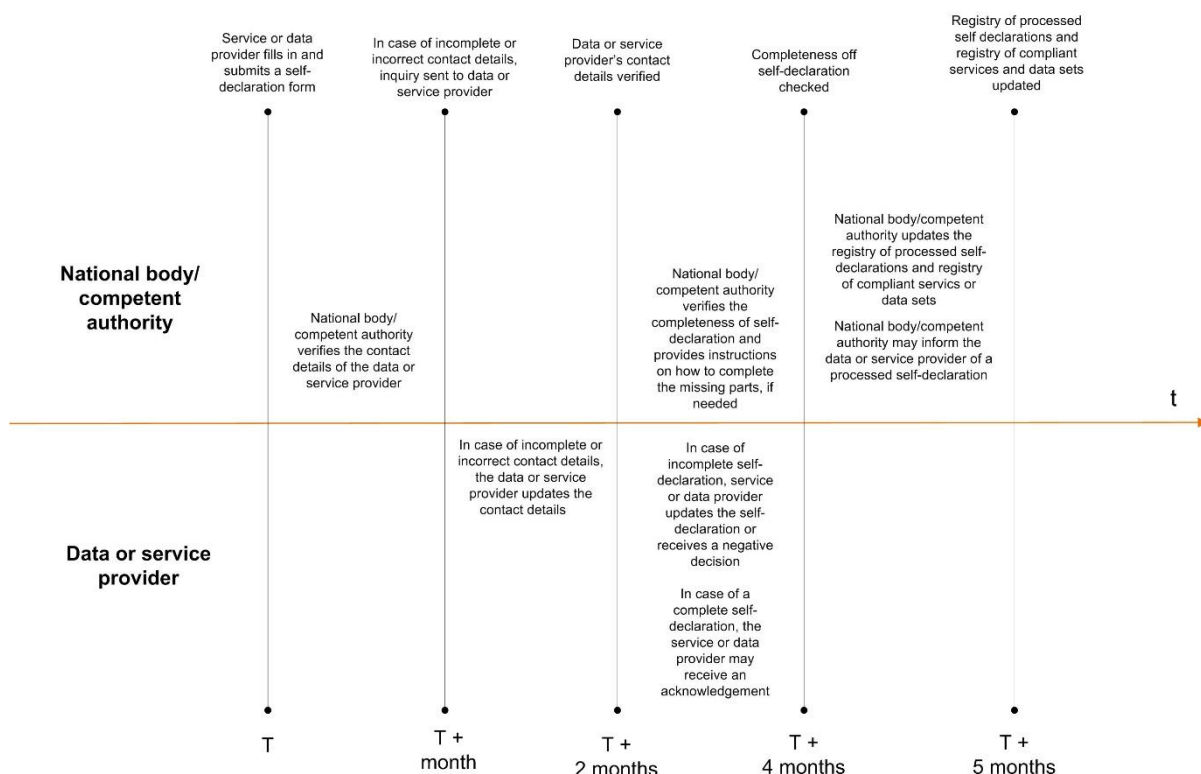 Service or data
provider fills in and
submits a self-
declaration form
In case of incomplete or
incorrect contact details,
inquiry sent to data or
service provider
Data or service
provider's contact
details verified
Completeness off
self-declaration
checked
Registry of processed
self declarations and
registry of compliant
services and data sets
updated
National body/
competent
authority
National body/
competent authority
verifies the contact
details of the data or
service provider
National body/
competent authority
verifies the
completeness of self-
declaration and
provides instructions
on how to complete
the missing parts, if
needed
National body/competent
authority updates the
registry of processed self-
declarations and registry
of compliant servics or
data sets
National body/competent
authority may inform the
data or service provider of a
processed self-declaration
t
Data or service
provider
In case of incomplete or
incorrect contact details,
the data or service
provider updates the
contact details
In case of
incomplete self-
declaration, service
or data provider
updates the self-
declaration or
receives a negative
decision
In case of a
complete self-
declaration, the
service or data
provider may
receive an
acknowledgement
T
T +
month
T +
2 months
T +
4 months
T +
5 months